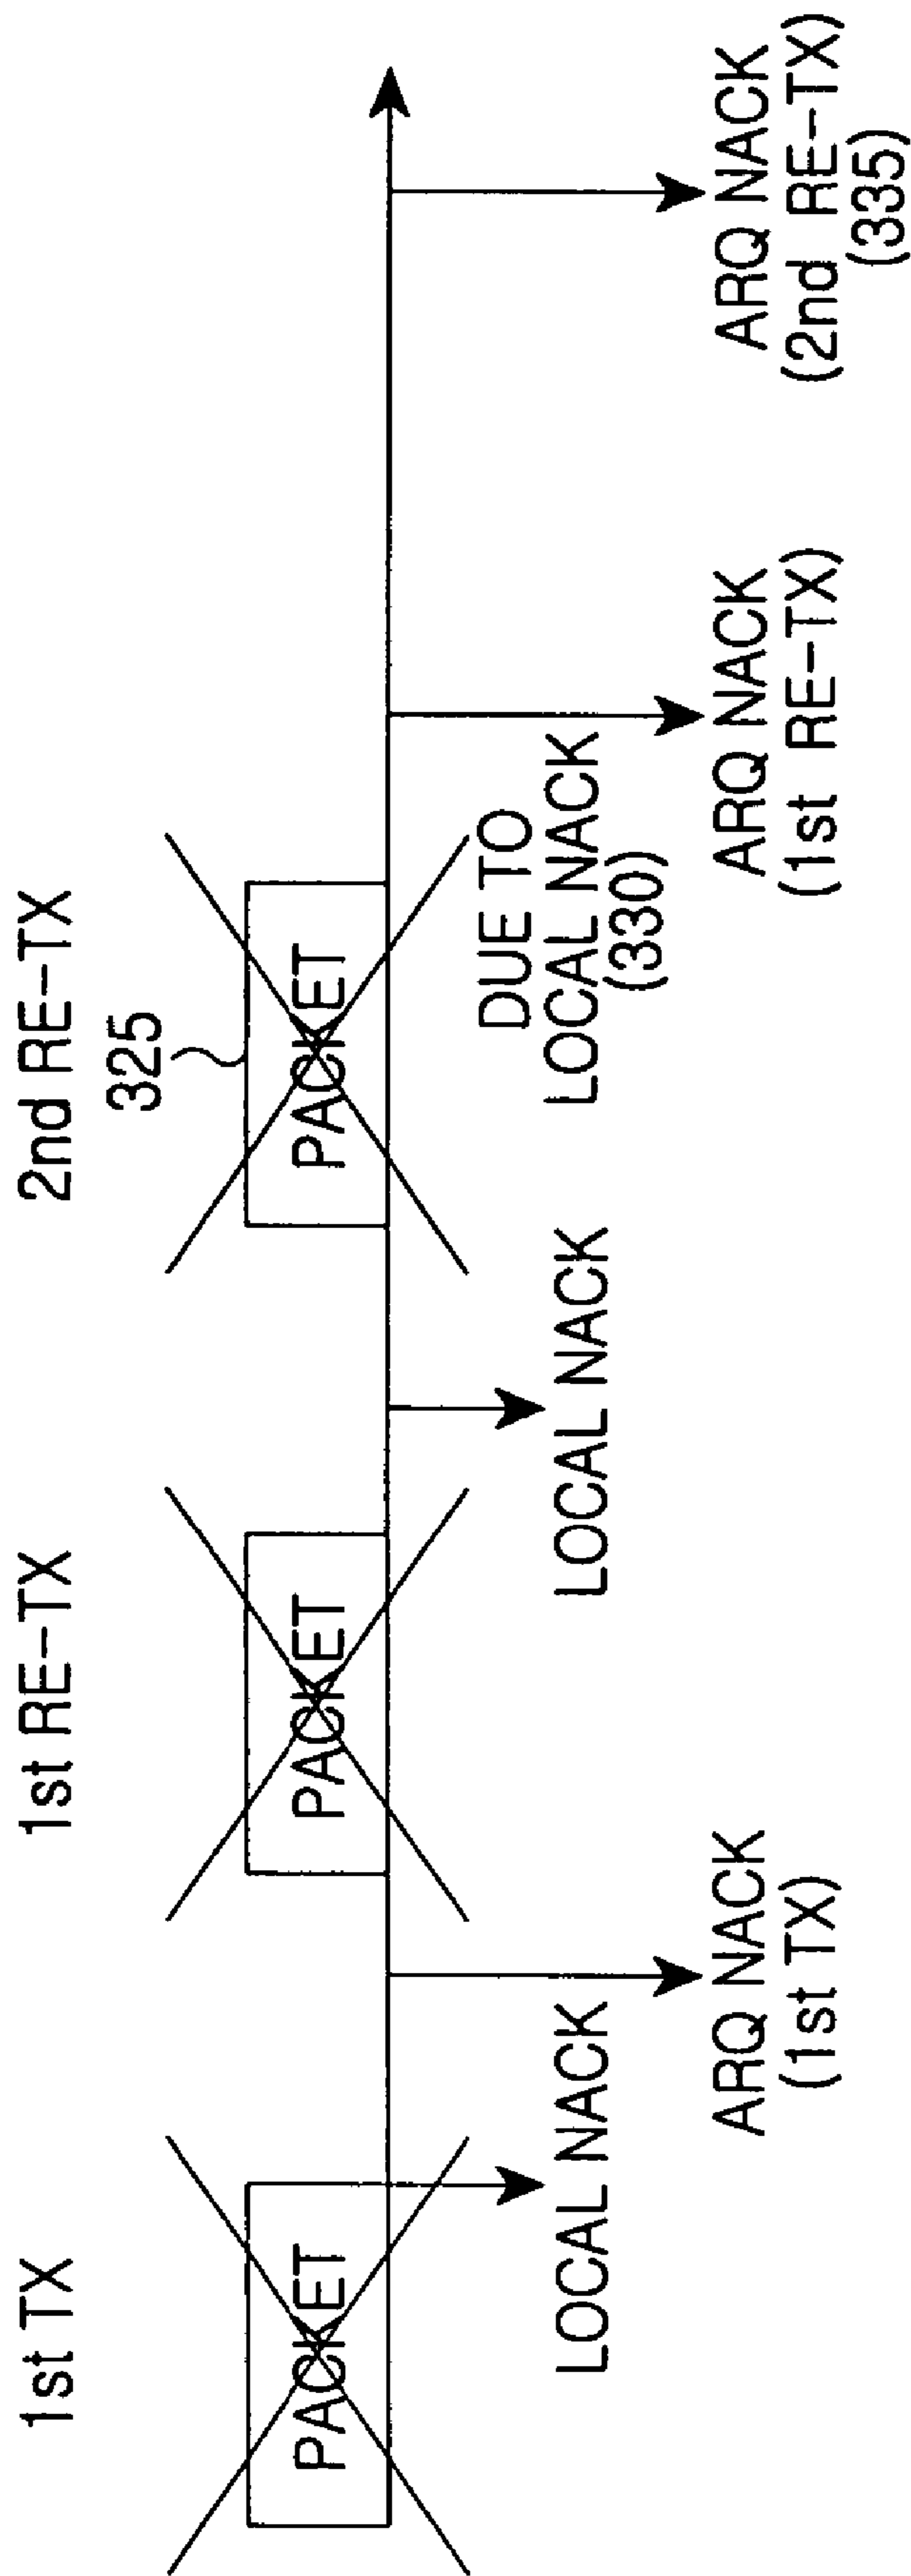 1st TX
1st RE-TX
2nd RE-TX
325
PACKET
PACKET
PACKET
LOCAL NACK
LOCAL NACK
DUE TO
LOCAL NACK
(330)
ARQ NACK
(1st TX)
ARQ NACK
(1st RE-TX)
ARQ NACK
(2nd RE-TX)
(335)